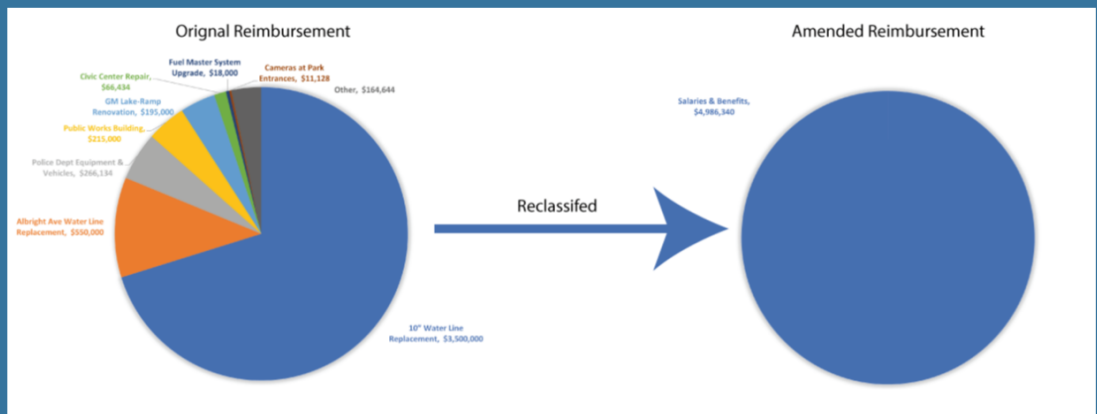 Orignal Reimbursement
Amended Reimbursement
Fuel Master System
Upgrade, $18,000
Cameras at Park
Entrances, $11,128
Civic Center Repair,
$66,434
Other, $164,644
GM Lake-Ramp
Renovation, $195,000
Public Works Building,
$215,000
Police Dept Equipment &
Vehicles, $266,134
Albright Ave Water Line
Replacement, $550,000
10" Water Line
Replacement, $3,500,000
Reclassifed
Salaries & Benefits,
$4,986,340